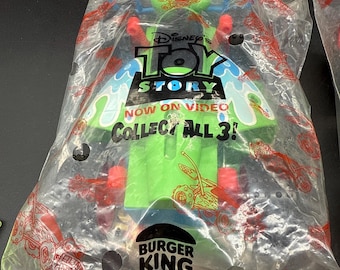 DISNEY'S
TOY
STORY
NOW ON VIDEO
COLLECT ALL 3!
BURGER
KING